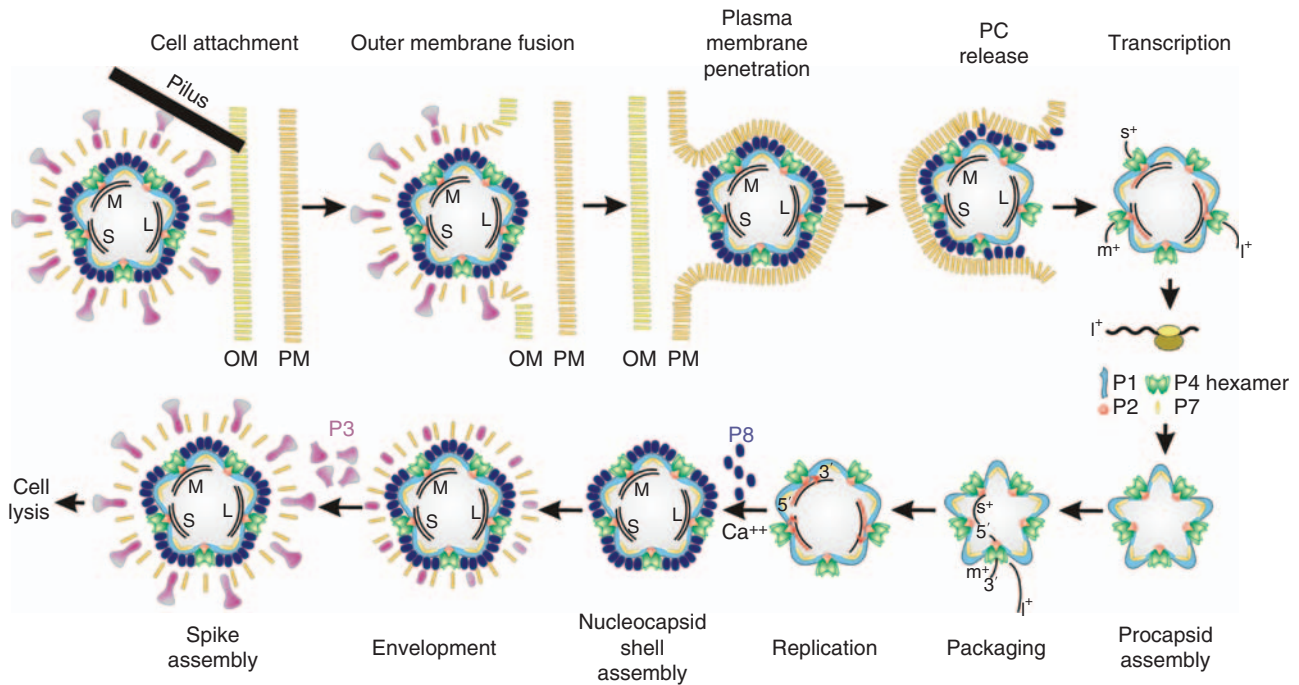 Cell attachment
Outer membrane fusion
Plasma
membrane
penetration
PC
release
Transcription
Pilus
M
L
S
OM PM
M
L
S
OM PM
M
L
S
OM PM
M
L
S
s+
m+
l+
l+
P1
P4 hexamer
P2
P7
Cell
lysis
M
L
S
P3
M
L
S
M
L
S
P8
Ca++
3′
5′
s+
5′
m+
3′
l+
Spike
assembly
Envelopment
Nucleocapsid
shell
assembly
Replication
Packaging
Procapsid
assembly